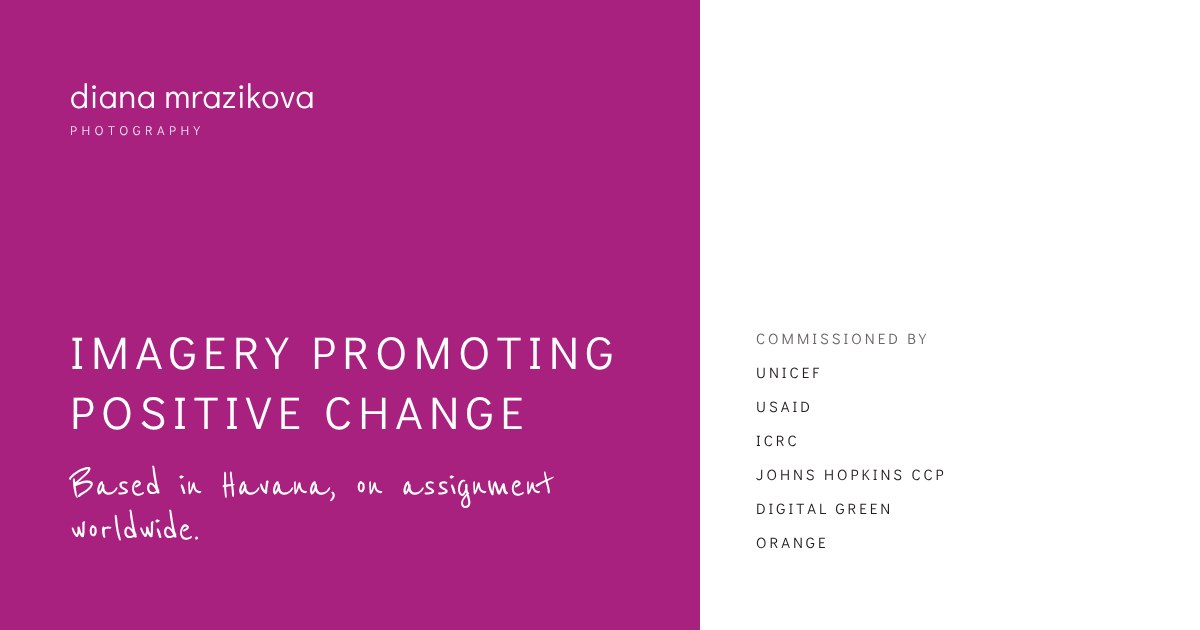 diana mrazikova
PHOTOGRAPHY
IMAGERY PROMOTING
POSITIVE CHANGE
Based in Havana, on assignment
worldwide.
COMMISSIONED BY
UNICEF
USAID
ICRC
JOHNS HOPKINS CCP
DIGITAL GREEN
ORANGE